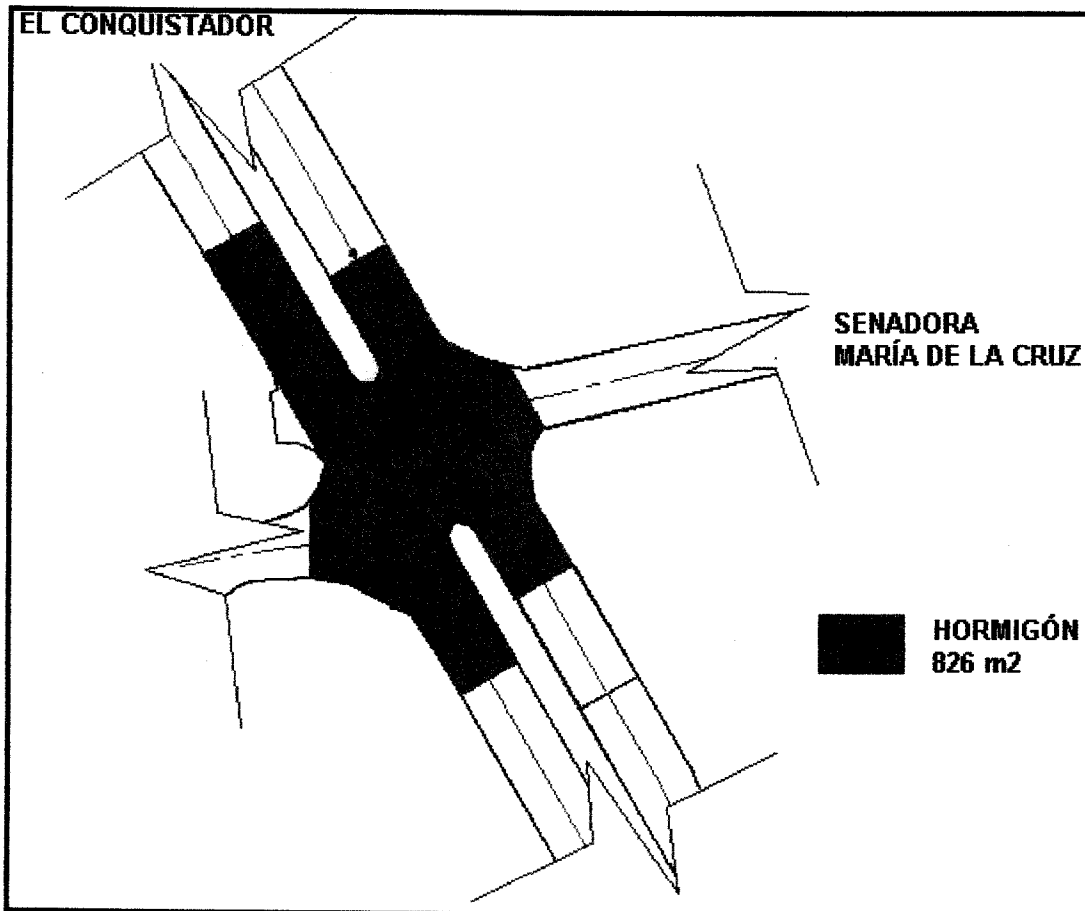 EL CONQUISTADOR
SENADORA
MARÍA DE LA CRUZ
HORMIGÓN
826 m2